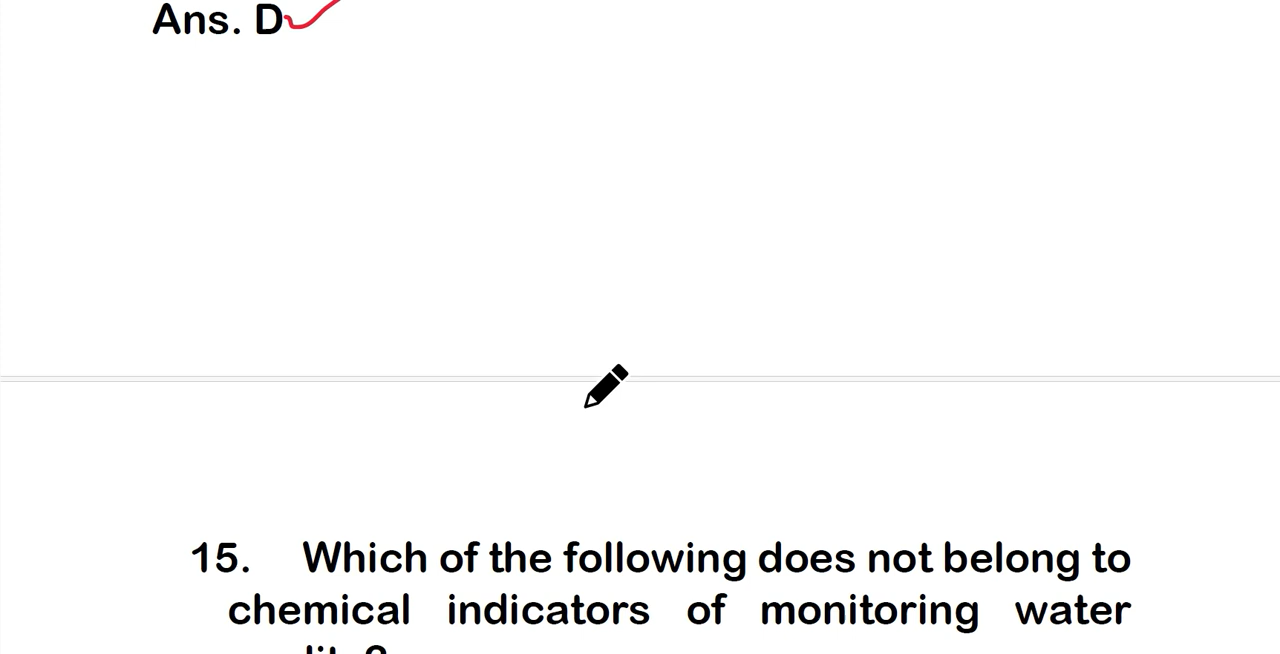 Ans. D
15. Which of the following does not belong to
chemical indicators of monitoring water